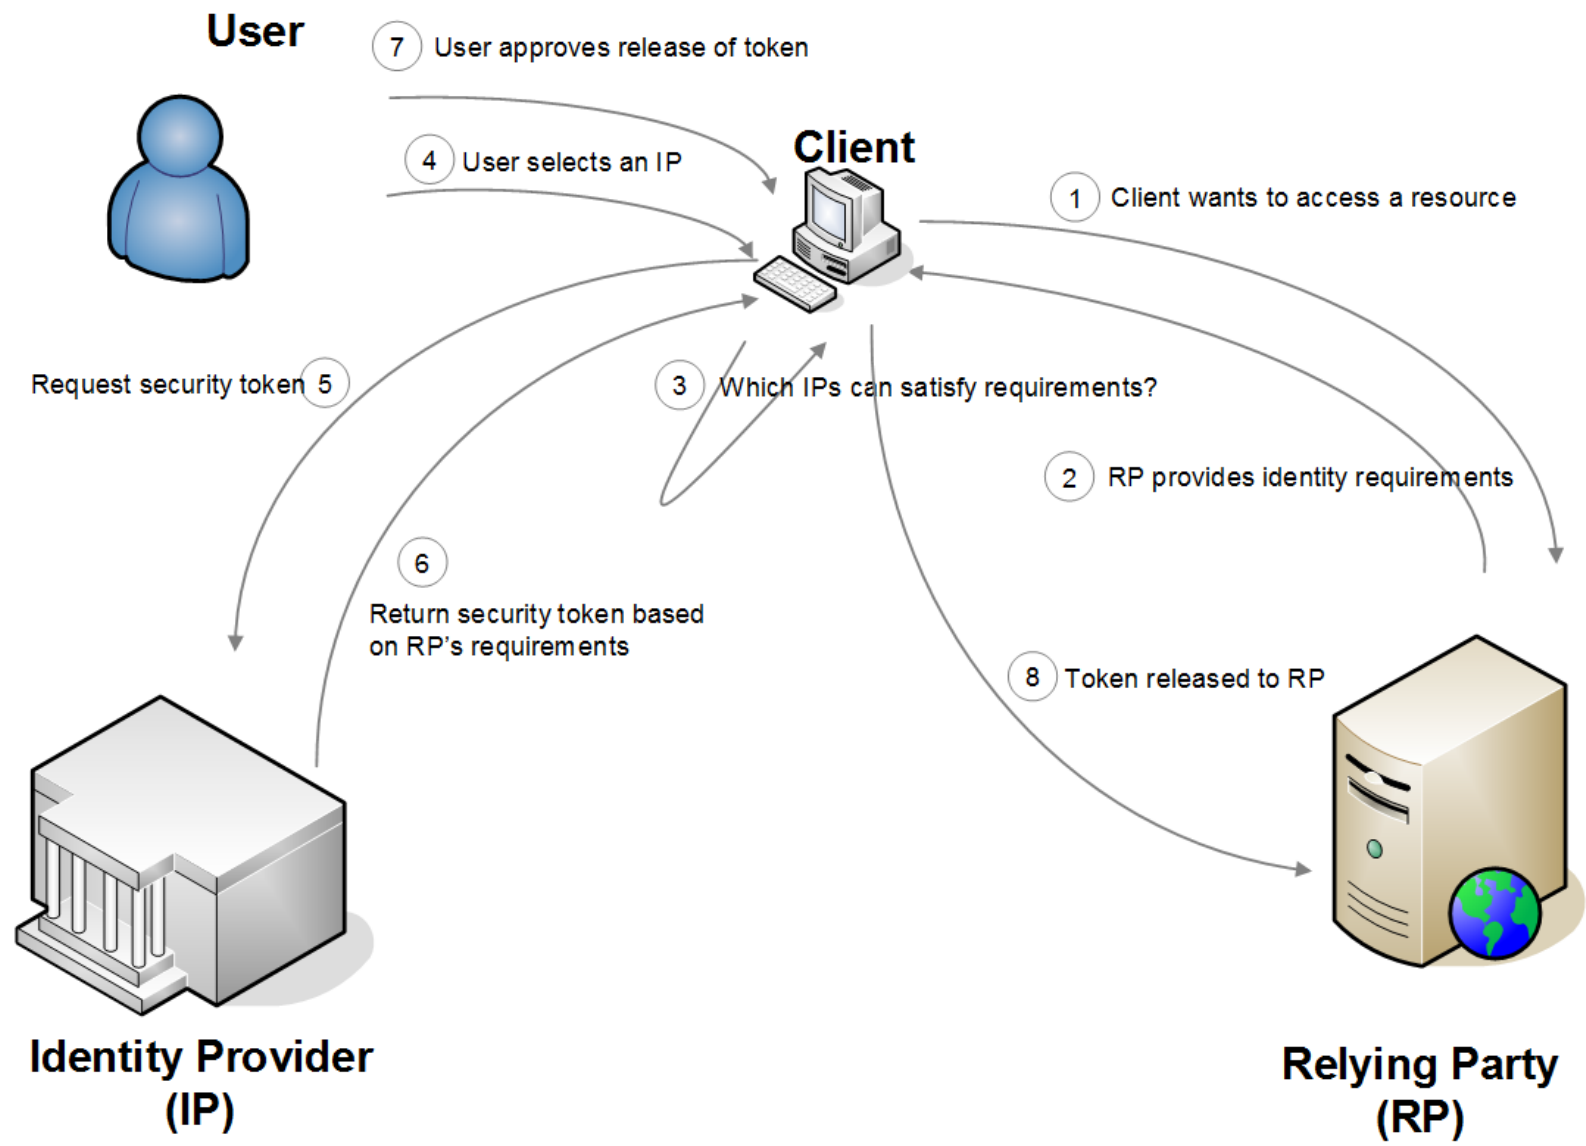 User
7 User approves release of token
4 User selects an IP
Client
1 Client wants to access a resource
Request security token 5
3 Which IPs can satisfy requirements?
2 RP provides identity requirements
6
Return security token based
on RP's requirements
8 Token released to RP
Identity Provider
(IP)
Relying Party
(RP)